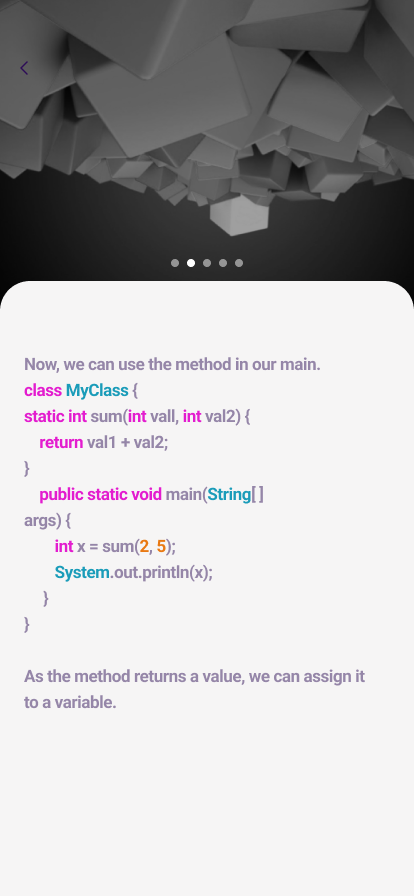 Now, we can use the method in our main.
class MyClass {
static int sum(int vall, int val2) {
return val1 + val2;
}
public static void main(String[ ]
args) {
int x = sum(2, 5);
System.out.println(x);
}
}
As the method returns a value, we can assign it
to a variable.